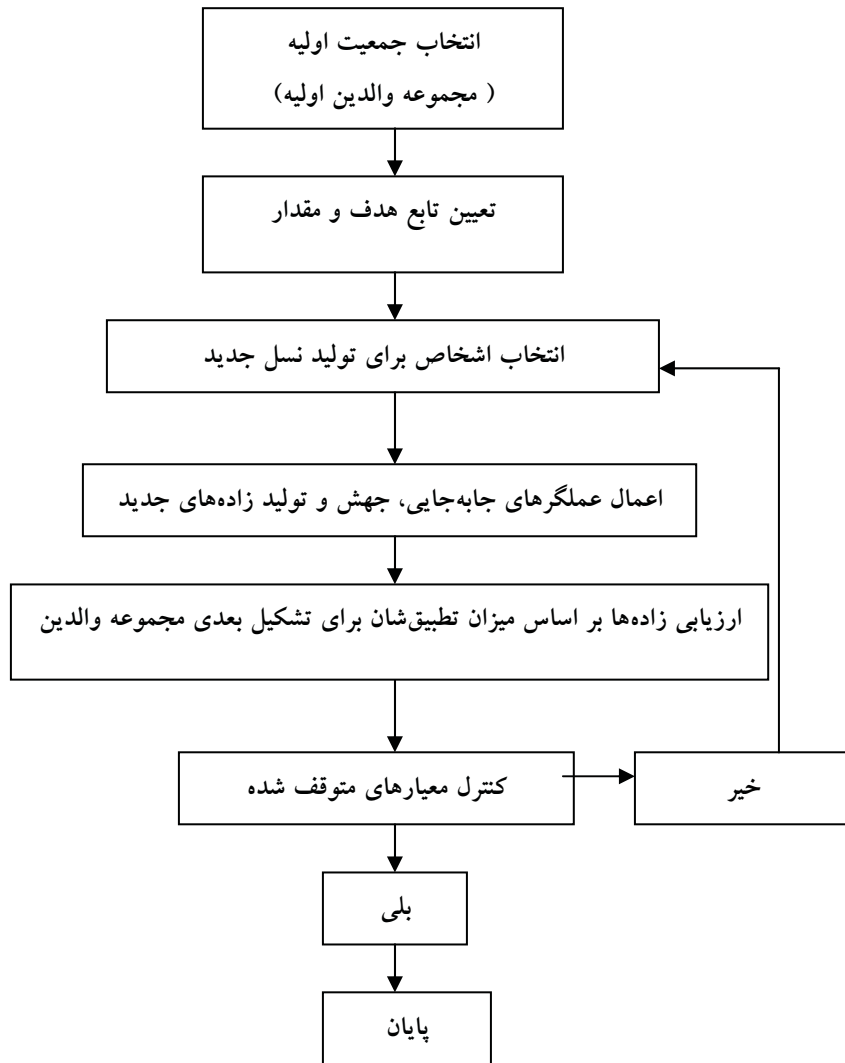 انتخاب جمعیت اولیه
( مجموعه والدین اولیه)
تعیین تابع هدف و مقدار
انتخاب اشخاص برای تولید نسل جدید
اعمال عملگرهای جابه‌جایی، جهش و تولید زاده‌های جدید
ارزیابی زاده‌ها بر اساس میزان تطبیق‌شان برای تشکیل بعدی مجموعه والدین
کنترل معیارهای متوقف شده
خیر
بلی
پایان